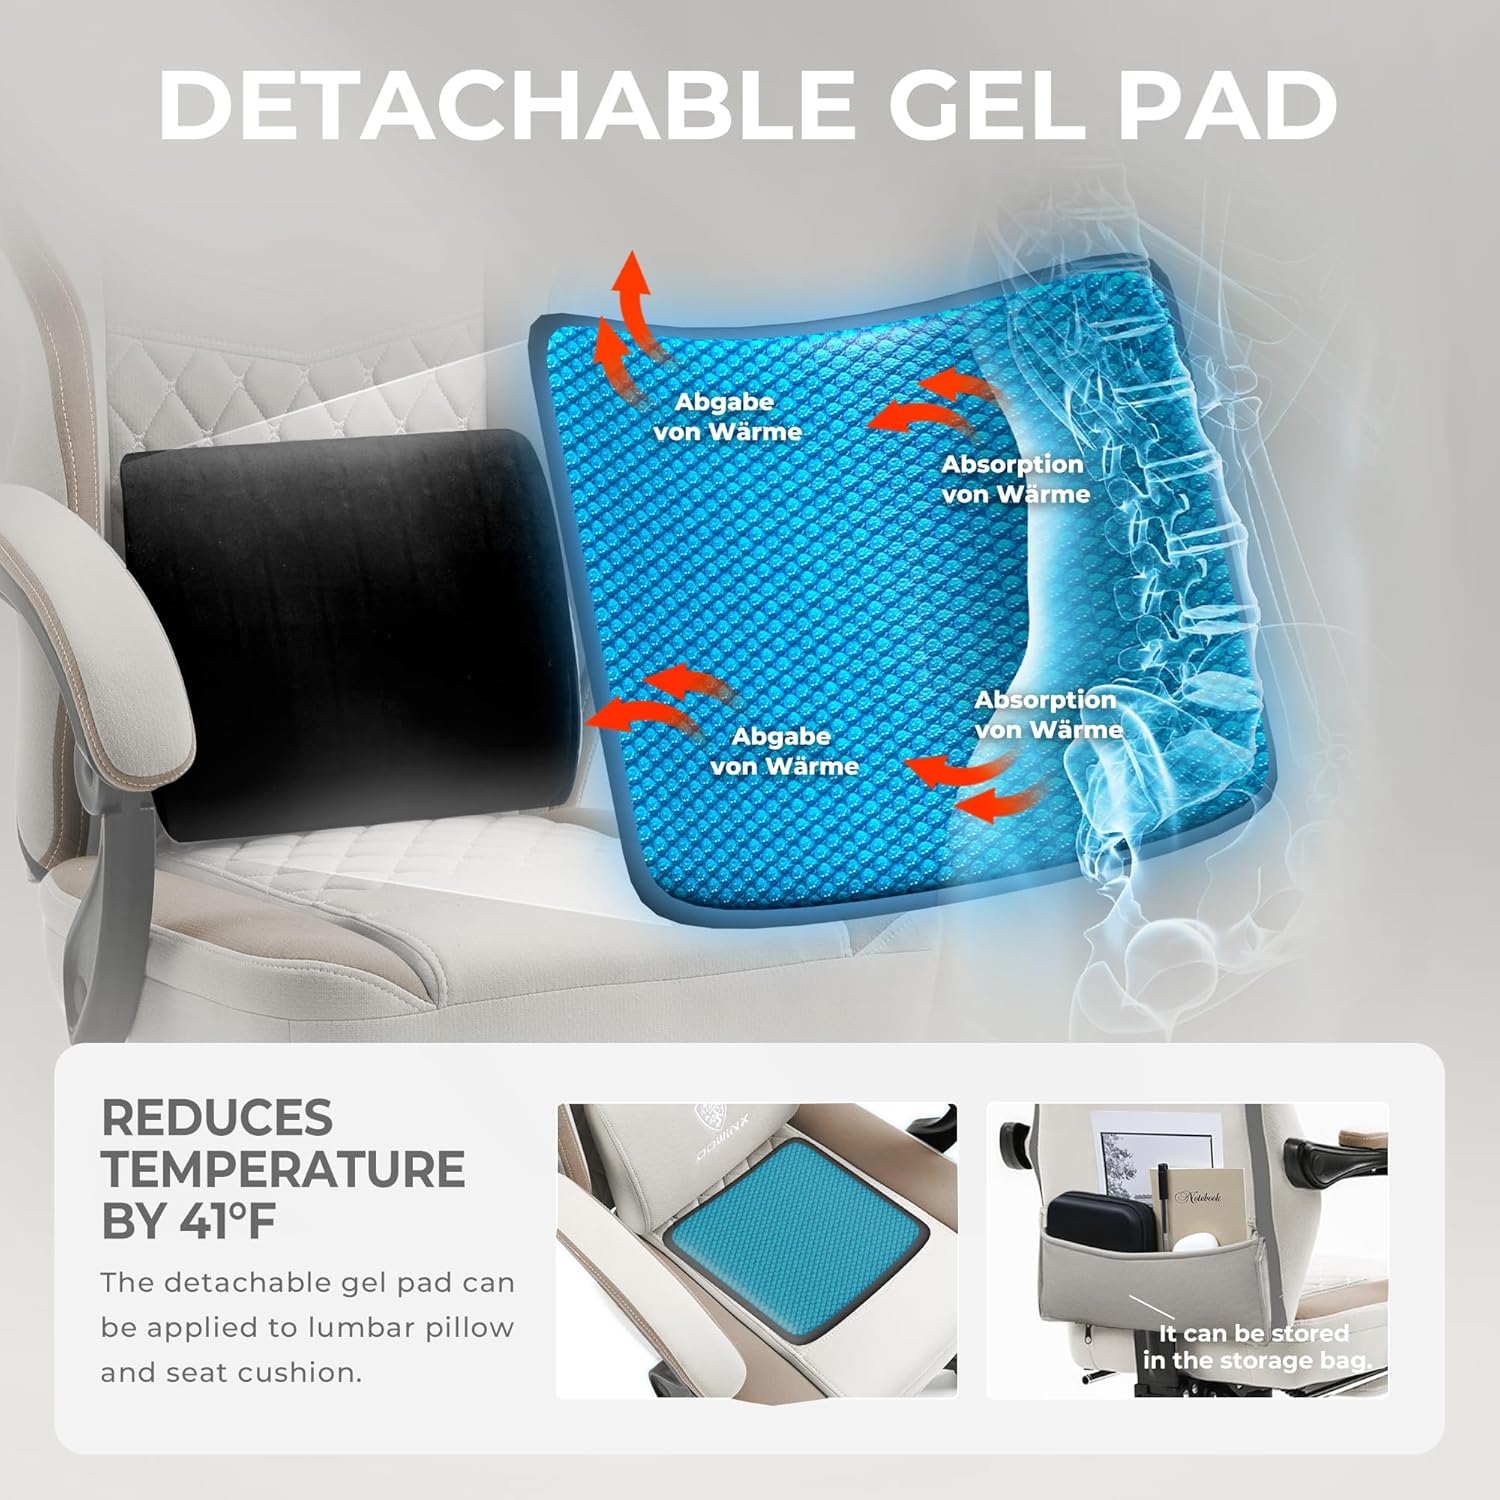 DETACHABLE GEL PAD
Abgabe
von Wärme
Absorption
von Wärme
Absorption
von Wärme
Abgabe
von Wärme
REDUCES
TEMPERATURE
BY 41°F
The detachable gel pad can
be applied to lumbar pillow
and seat cushion.
DOWINX
Notebook
It can be stored
in the storage bag.